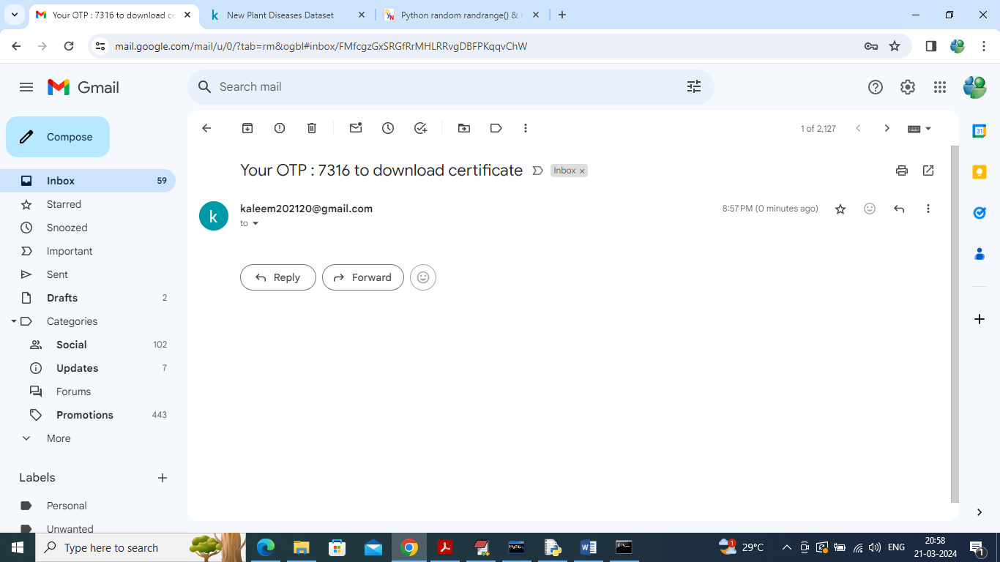 Your OTP : 7316 to download ce
New Plant Diseases Dataset
Python random randrange() &
mail.google.com/mail/u/0/?tab=rm&ogbl#inbox/FMfcgzGxSRGfRrMHLRRvgDBFPKqqvChW
Gmail
Search mail
Compose
1 of 2,127
31
Your OTP : 7316 to download certificate
Inbox ×
Inbox 59
k kaleem202120@gmail.com 8:57 PM (0 minutes ago)
Starred
to
Snoozed
Important
Sent
Reply Forward
Drafts 2
Categories
Social 102
Updates 7
Forums
Promotions 443
More
Labels
Personal
Unwanted
Type here to search
MySQL
29°C
ENG
20:58
21-03-2024
1